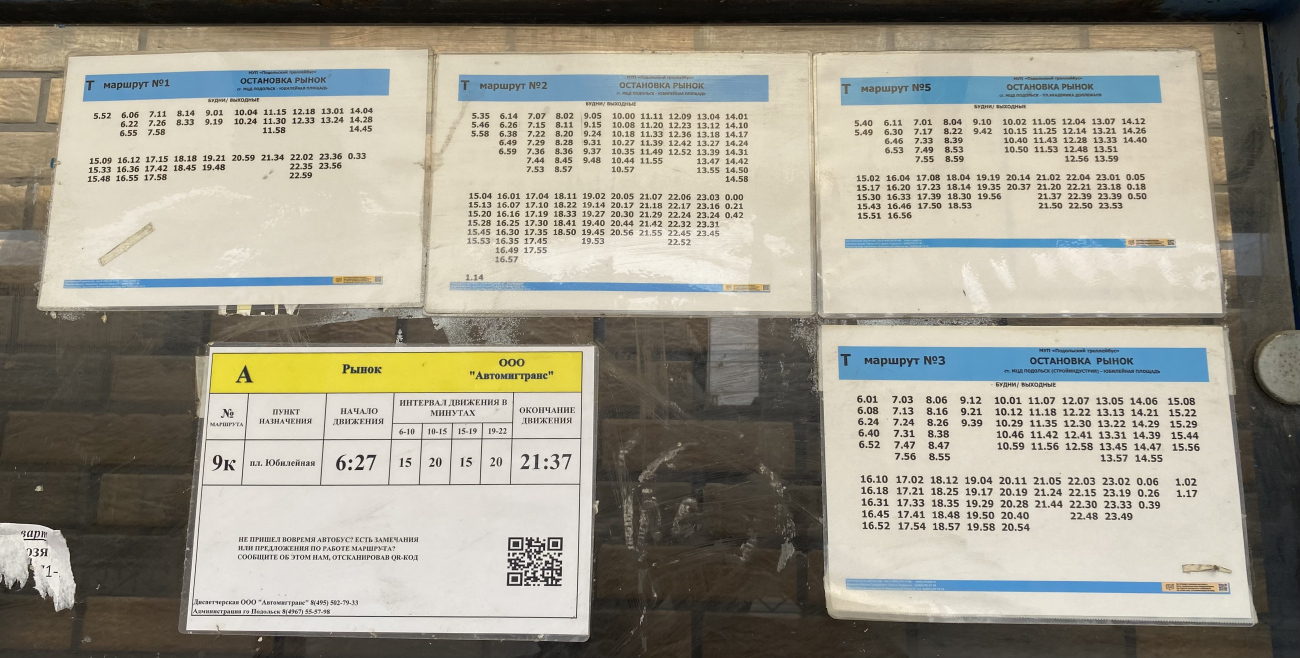 МУП «Подольский троллейбус»
Т маршрут №1 ОСТАНОВКА РЫНОК
ст. МЦД ПОДОЛЬСК - ЮБИЛЕЙНАЯ ПЛОЩАДЬ
БУДНИ/ ВЫХОДНЫЕ
5.52 6.06 7.11 8.14 9.01 10.04 11.15 12.18 13.01 14.04
6.22 7.26 8.33 9.19 10.24 11.30 12.33 13.24 14.28
6.55 7.58 11.58 14.45
15.09 16.12 17.15 18.18 19.21 20.59 21.34 22.02 23.36 0.33
15.33 16.36 17.42 18.45 19.48 22.35 23.56
15.48 16.55 17.58 22.59
МУП «Подольский троллейбус»
Т маршрут №2 ОСТАНОВКА РЫНОК
ст. МЦД ПОДОЛЬСК - ЮБИЛЕЙНАЯ ПЛОЩАДЬ
БУДНИ/ ВЫХОДНЫЕ
5.35 6.14 7.07 8.02 9.05 10.00 11.11 12.09 13.04 14.01
5.46 6.26 7.15 8.11 9.15 10.08 11.20 12.23 13.12 14.10
5.58 6.38 7.22 8.20 9.24 10.18 11.33 12.36 13.18 14.17
6.49 7.29 8.28 9.31 10.27 11.39 12.42 13.27 14.24
6.59 7.36 8.36 9.37 10.35 11.49 12.52 13.39 14.31
7.44 8.45 9.48 10.44 11.55 13.47 14.42
7.53 8.57 10.57 13.55 14.50
14.58
15.04 16.01 17.04 18.11 19.02 20.05 21.07 22.06 23.03 0.00
15.13 16.07 17.10 18.22 19.14 20.17 21.18 22.17 23.16 0.21
15.20 16.16 17.19 18.33 19.27 20.30 21.29 22.24 23.24 0.42
15.28 16.25 17.30 18.41 19.40 20.44 21.42 22.32 23.31
15.45 16.30 17.35 18.50 19.45 20.56 21.55 22.45 23.45
15.53 16.35 17.45 19.53 22.52
16.49 17.55
16.57
1.14
МУП «Подольский троллейбус»
Т маршрут №5 ОСТАНОВКА РЫНОК
БУДНИ/ ВЫХОДНЫЕ
5.40 6.11 7.01 8.04 9.10 10.02 11.05 12.04 13.07 14.12
5.49 6.30 7.17 8.22 9.42 10.15 11.25 12.14 13.21 14.26
6.46 7.33 8.39 10.40 11.43 12.28 13.33 14.40
6.53 7.49 8.53 10.50 11.53 12.48 13.51
7.55 8.59 12.56 13.59
15.02 16.04 17.08 18.04 19.19 20.14 21.02 22.04 23.01 0.05
15.17 16.20 17.23 18.14 19.35 20.37 21.20 22.21 23.18 0.18
15.30 16.33 17.39 18.30 19.56 21.37 22.39 23.39 0.50
15.43 16.46 17.50 18.53 21.50 22.50 23.53
15.51 16.56
А Рынок ООО "Автомигтранс"
№ МАРШРУТА ПУНКТ НАЗНАЧЕНИЯ НАЧАЛО ДВИЖЕНИЯ ИНТЕРВАЛ ДВИЖЕНИЯ В МИНУТАХ ОКОНЧАНИЕ ДВИЖЕНИЯ
6-10 10-15 15-19 19-22
9к пл. Юбилейная 6:27 15 20 15 20 21:37
НЕ ПРИШЕЛ ВОВРЕМЯ АВТОБУС? ЕСТЬ ЗАМЕЧАНИЯ
ИЛИ ПРЕДЛОЖЕНИЯ ПО РАБОТЕ МАРШРУТА?
СООБЩИТЕ ОБ ЭТОМ НАМ, ОТСКАНИРОВАВ QR-КОД
Диспетчерская ООО "Автомигтранс" 8(495) 502-79-33
Администрация го Подольск 8(4967) 55-57-98
МУП «Подольский троллейбус»
Т маршрут №3 ОСТАНОВКА РЫНОК
ст. МЦД ПОДОЛЬСК (СТРОЙИНДУСТРИЯ) - ЮБИЛЕЙНАЯ ПЛОЩАДЬ
БУДНИ/ ВЫХОДНЫЕ
6.01 7.03 8.06 9.12 10.01 11.07 12.07 13.05 14.06 15.08
6.08 7.13 8.16 9.21 10.12 11.18 12.22 13.13 14.21 15.22
6.24 7.24 8.26 9.39 10.29 11.35 12.30 13.22 14.29 15.29
6.40 7.31 8.38 10.46 11.42 12.41 13.31 14.39 15.44
6.52 7.47 8.47 10.59 11.56 12.58 13.45 14.47 15.56
7.56 8.55 13.57 14.55
16.10 17.02 18.12 19.04 20.11 21.05 22.03 23.02 0.06 1.02
16.18 17.21 18.25 19.17 20.19 21.24 22.15 23.19 0.26 1.17
16.31 17.33 18.35 19.29 20.28 21.44 22.30 23.33 0.39
16.45 17.41 18.48 19.50 20.40 22.48 23.49
16.52 17.54 18.57 19.58 20.54